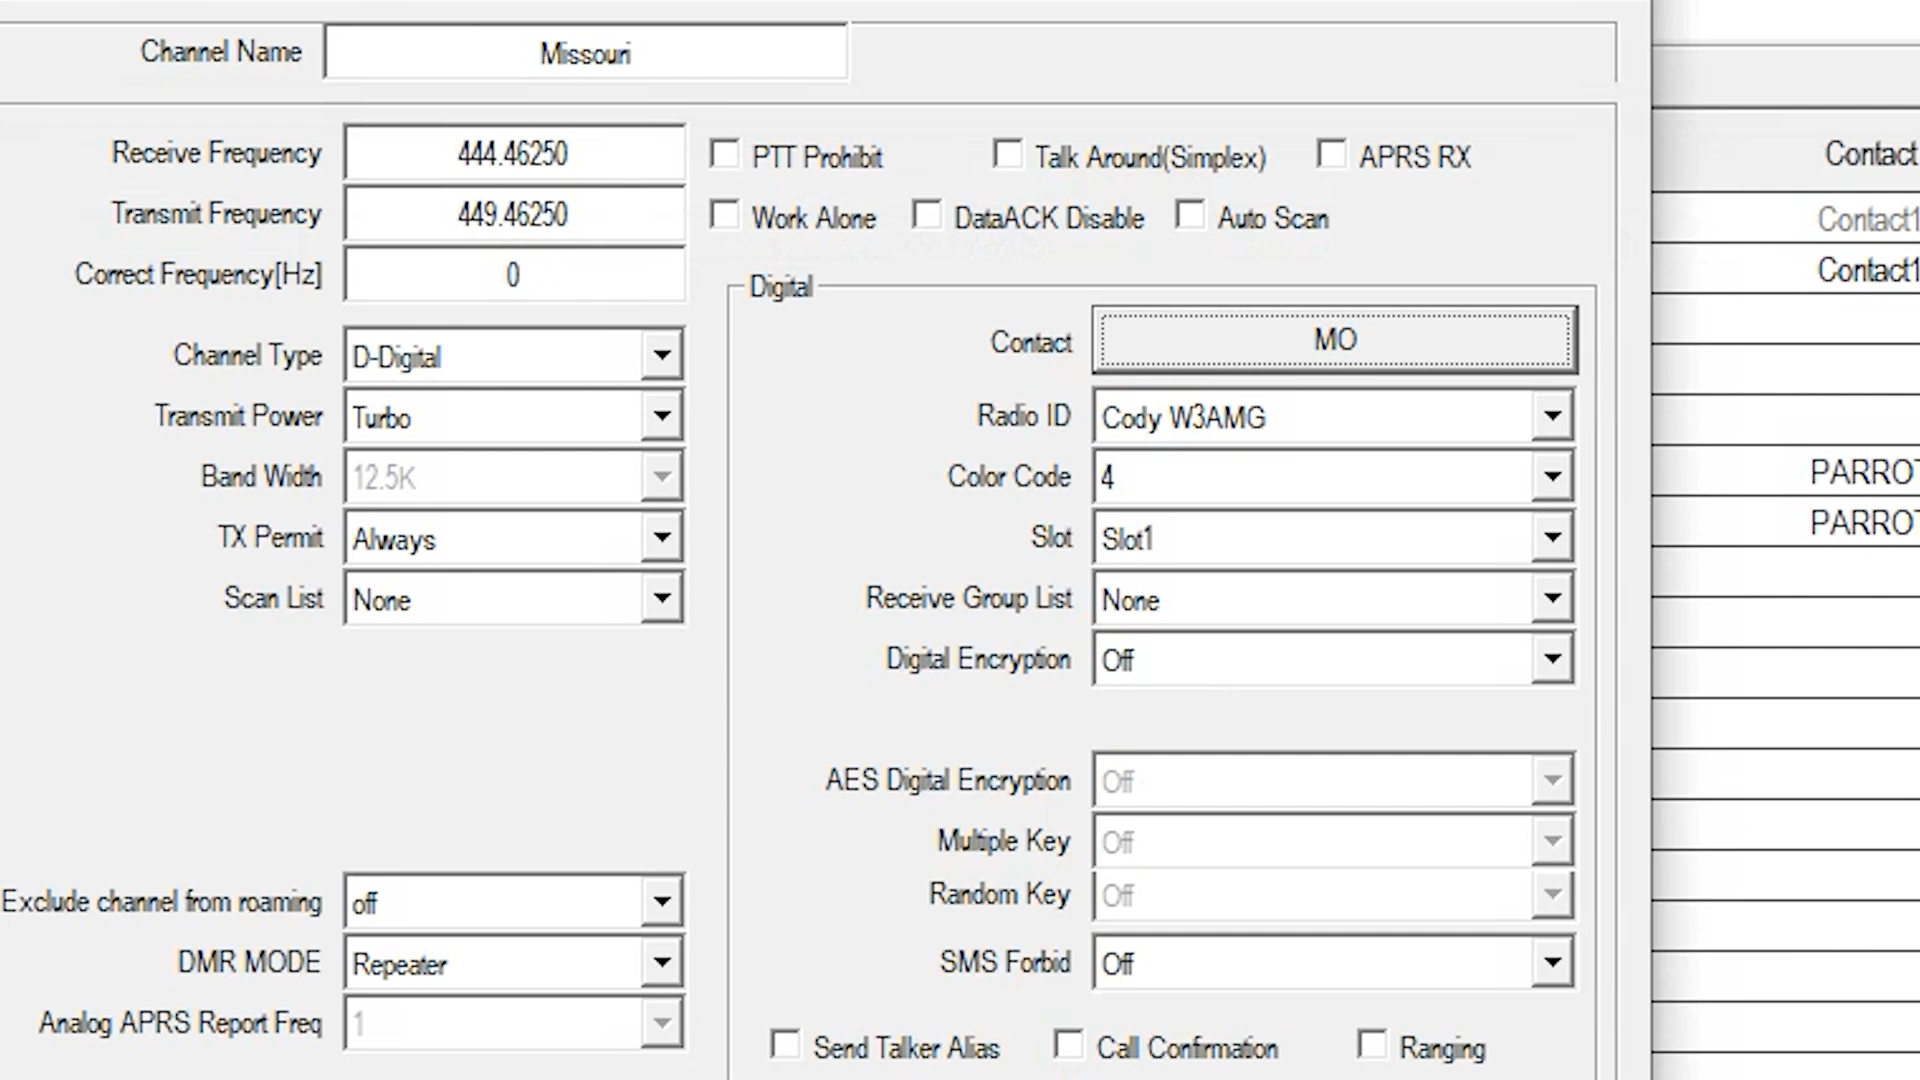 Channel Name Missouri
Receive Frequency 444.46250 PTT Prohibit Talk Around(Simplex) APRS RX
Transmit Frequency 449.46250 Work Alone DataACK Disable Auto Scan
Correct Frequency[Hz] 0
Channel Type D-Digital
Transmit Power Turbo
Band Width 12.5K
TX Permit Always
Scan List None
Exclude channel from roaming off
DMR MODE Repeater
Analog APRS Report Freq 1
Digital
Contact MO
Radio ID Cody W3AMG
Color Code 4
Slot Slot1
Receive Group List None
Digital Encryption Off
AES Digital Encryption Off
Multiple Key Off
Random Key Off
SMS Forbid Off
Send Talker Alias Call Confirmation Ranging
Contact
Contact1
Contact1
PARROT
PARROT